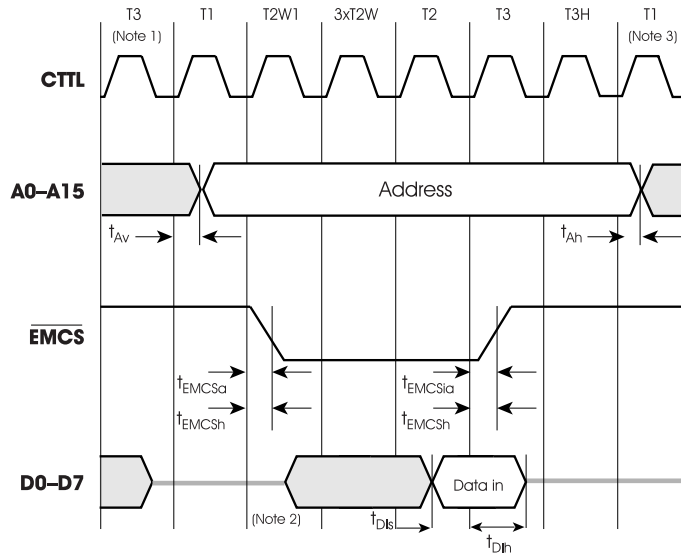 T3 T1 T2W1 3xT2W T2 T3 T3H T1
(Note 1) (Note 3)
CTTL
A0–A15 Address
tAv tAh
EMCS
tEMCSa tEMCSia
tEMCSh tEMCSh
D0–D7 Data in
(Note 2) tDIs
tDIh